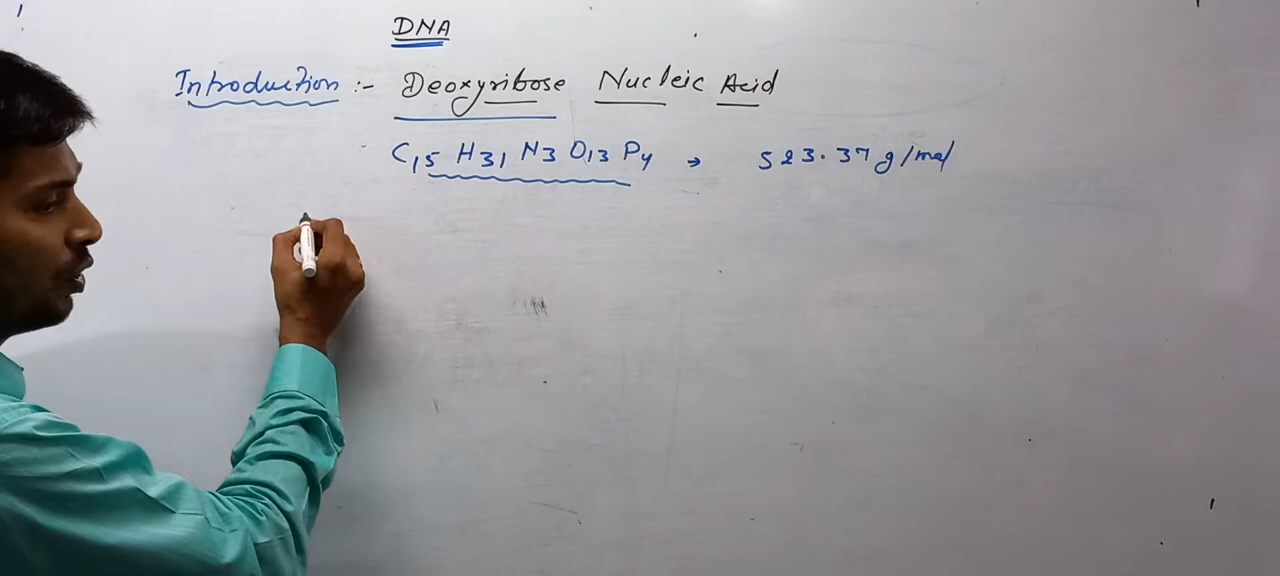 DNA
Introduction :- Deoxyribose Nucleic Acid
C15 H31 N3 O13 P4 → 523.37 g/mol